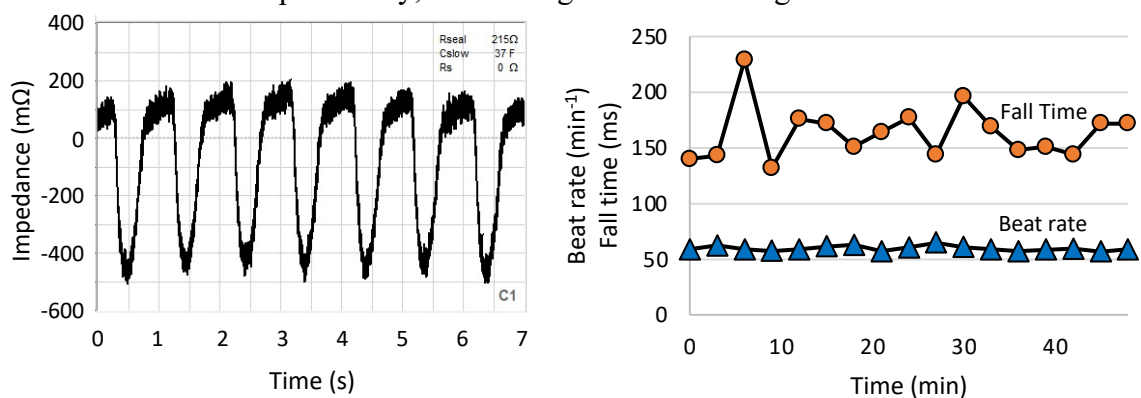 400
200
0
-200
-400
-600
Impedance (mΩ)
Rseal 215Ω
Cslow 37 F
Rs 0 Ω
C1
0 1 2 3 4 5 6 7
Time (s)
250
200
150
100
50
0
Beat rate (min-1)
Fall time (ms)
Fall Time
Beat rate
0 10 20 30 40
Time (min)